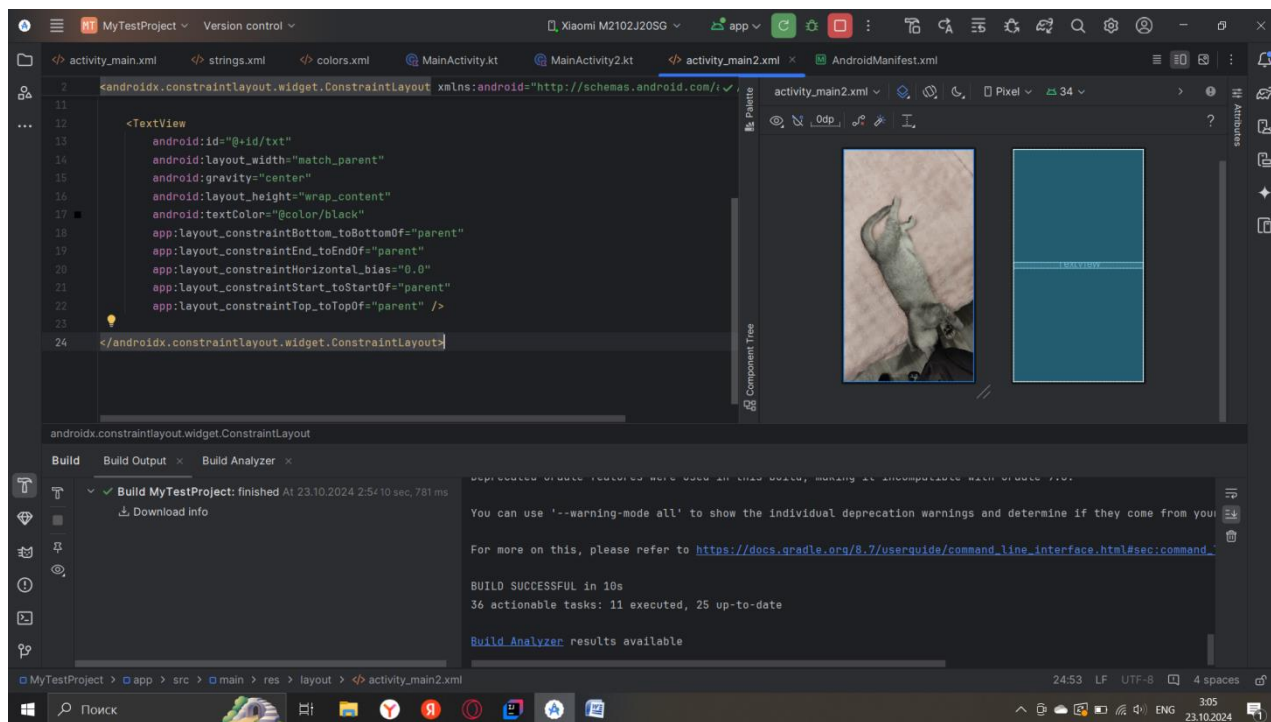 MT MyTestProject Version control Xiaomi M2102J20SG app
activity_main.xml strings.xml colors.xml MainActivity.kt MainActivity2.kt activity_main2.xml AndroidManifest.xml
2 <androidx.constraintlayout.widget.ConstraintLayout xmlns:android="http://schemas.android.com/
Palette
activity_main2.xml Pixel 34
0dp
Attributes
11
12 <TextView
13 android:id="@+id/txt"
14 android:layout_width="match_parent"
15 android:gravity="center"
16 android:layout_height="wrap_content"
17 android:textColor="@color/black"
18 app:layout_constraintBottom_toBottomOf="parent"
19 app:layout_constraintEnd_toEndOf="parent"
20 app:layout_constraintHorizontal_bias="0.0"
21 app:layout_constraintStart_toStartOf="parent"
22 app:layout_constraintTop_toTopOf="parent" />
23
24 </androidx.constraintlayout.widget.ConstraintLayout>
TextView
Component Tree
androidx.constraintlayout.widget.ConstraintLayout
Build Build Output Build Analyzer
Build MyTestProject: finished At 23.10.2024 2:54 10 sec, 781 ms
Download info
You can use '--warning-mode all' to show the individual deprecation warnings and determine if they come from your
For more on this, please refer to https://docs.gradle.org/8.7/userguide/command_line_interface.html#sec:command_
BUILD SUCCESSFUL in 10s
36 actionable tasks: 11 executed, 25 up-to-date
Build Analyzer results available
MyTestProject > app > src > main > res > layout > activity_main2.xml
24:53 LF UTF-8 4 spaces
Поиск
ENG
3:05
23.10.2024